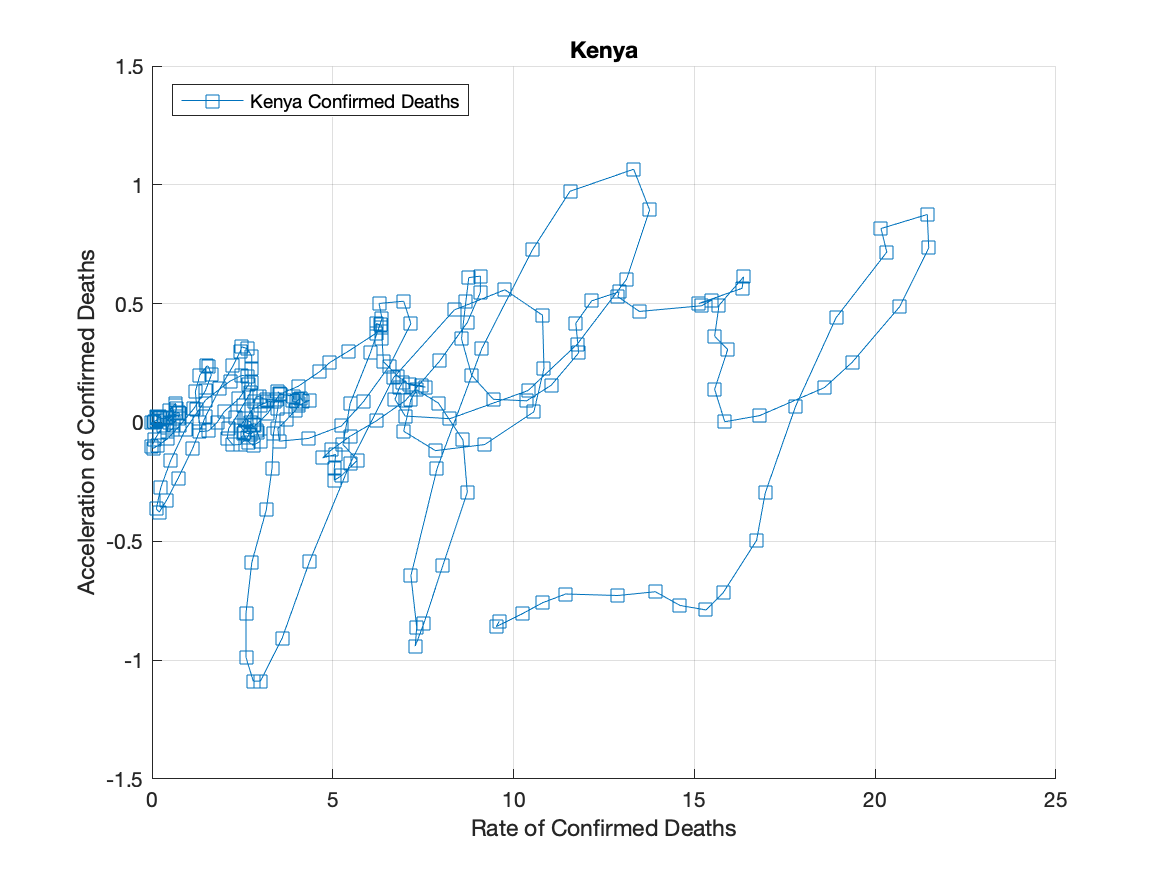 Kenya
1.5
Kenya Confirmed Deaths
1
0.5
0
-0.5
-1
-1.5
Acceleration of Confirmed Deaths
0 5 10 15 20 25
Rate of Confirmed Deaths